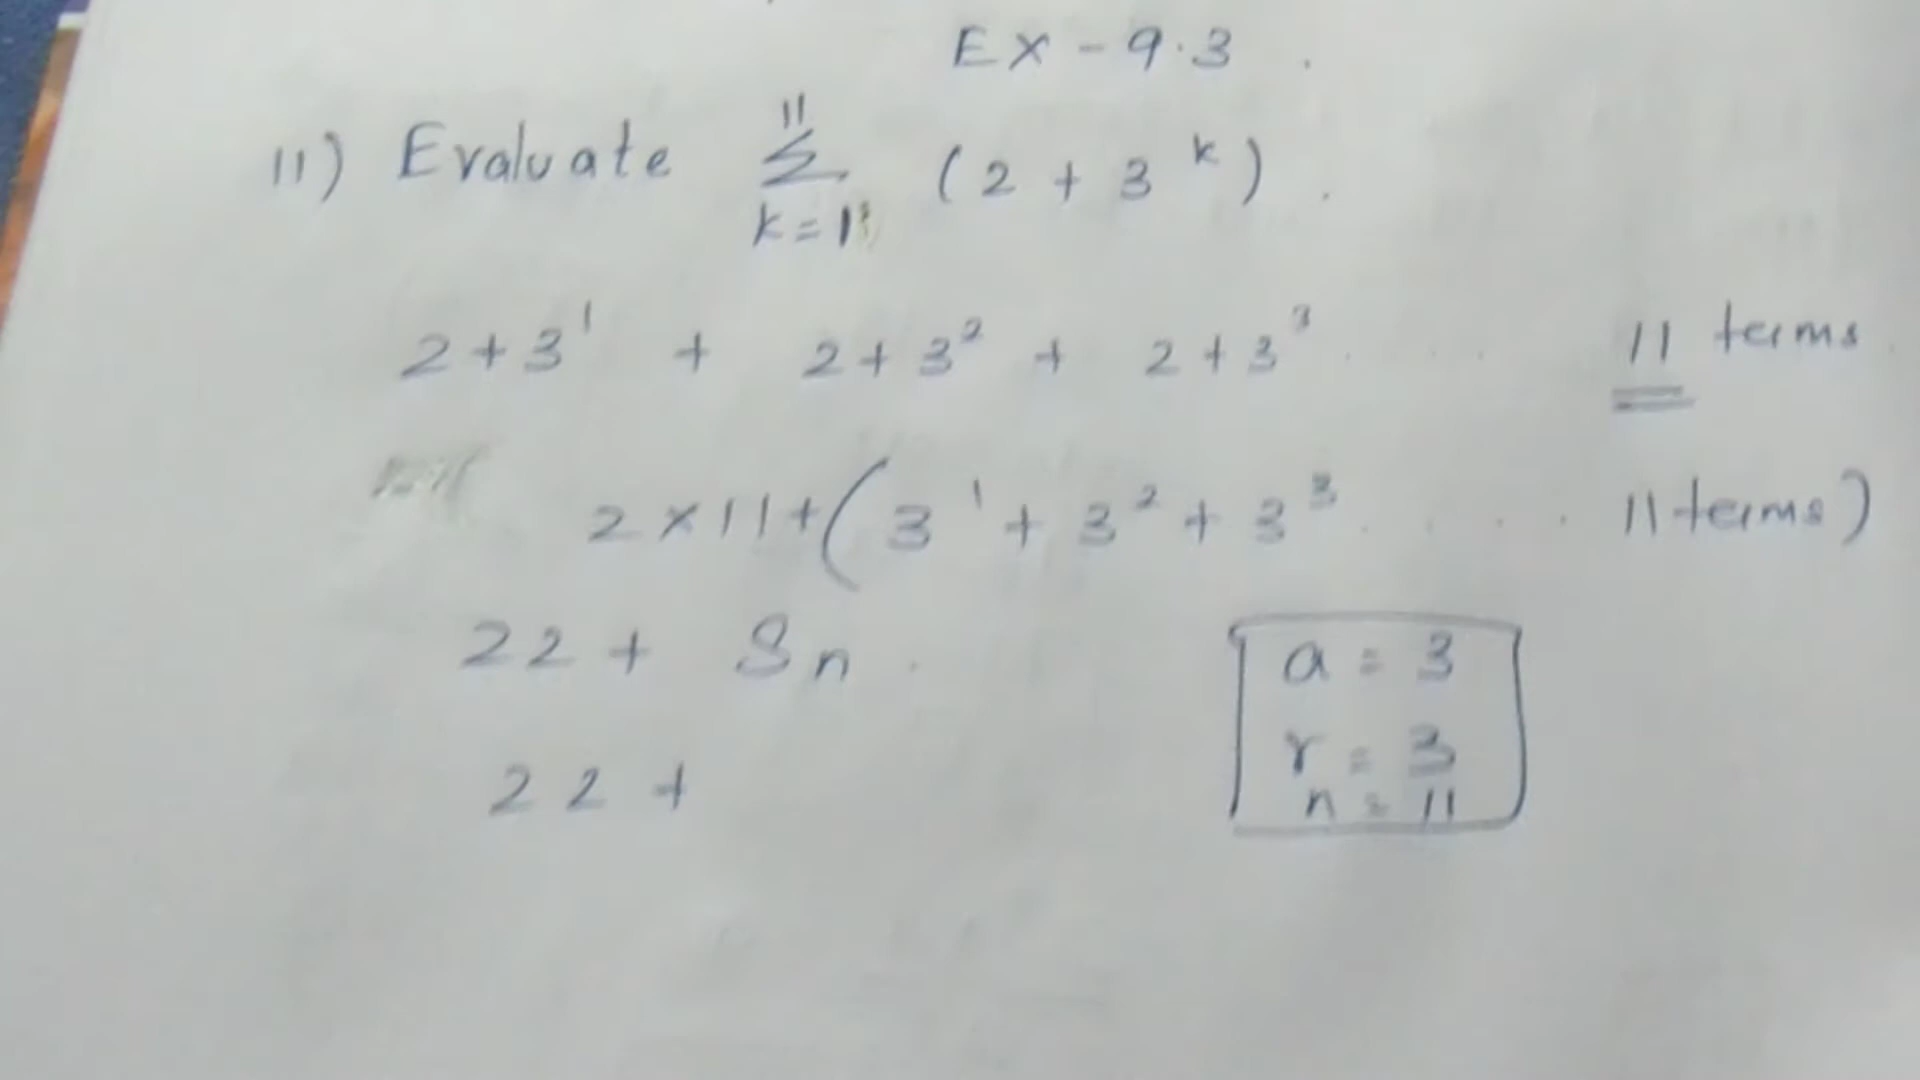 Ex - 9.3.
11) Evaluate 11 Σ k=1 (2 + 3^k).
2+3^1 + 2+3^2 + 2+3^3 . . . . 11 terms
2×11+(3^1 + 3^2 + 3^3 . . . . 11 terms)
22 + Sn.
a = 3
r = 3
22 +
n = 11